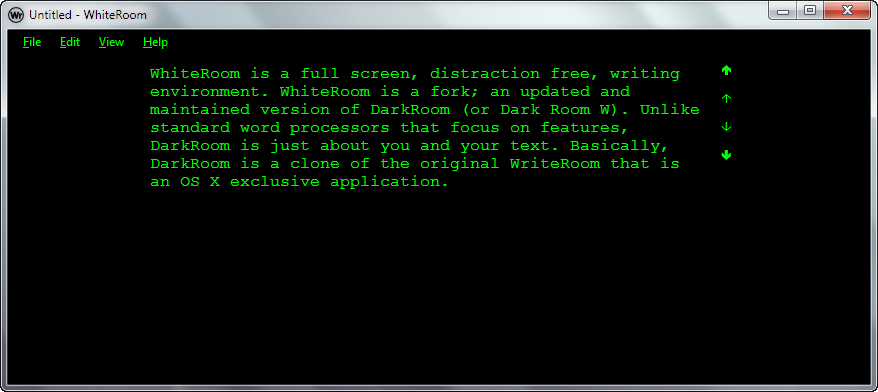 Untitled - WhiteRoom
File Edit View Help
WhiteRoom is a full screen, distraction free, writing
environment. WhiteRoom is a fork; an updated and
maintained version of DarkRoom (or Dark Room W). Unlike
standard word processors that focus on features,
DarkRoom is just about you and your text. Basically,
DarkRoom is a clone of the original WriteRoom that is
an OS X exclusive application.